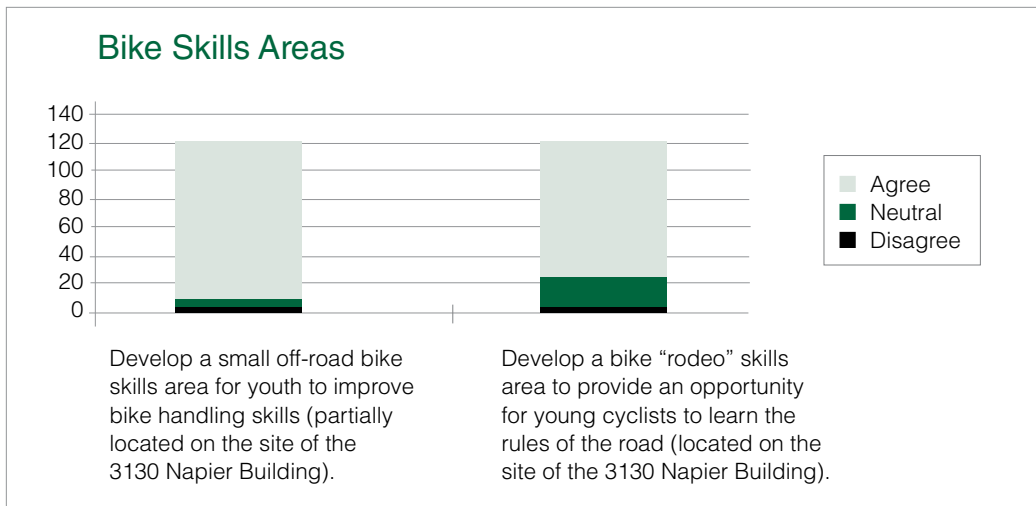 Bike Skills Areas
140
120
100
80
60
40
20
0
Agree
Neutral
Disagree
Develop a small off-road bike
skills area for youth to improve
bike handling skills (partially
located on the site of the
3130 Napier Building).
Develop a bike “rodeo” skills
area to provide an opportunity
for young cyclists to learn the
rules of the road (located on the
site of the 3130 Napier Building).